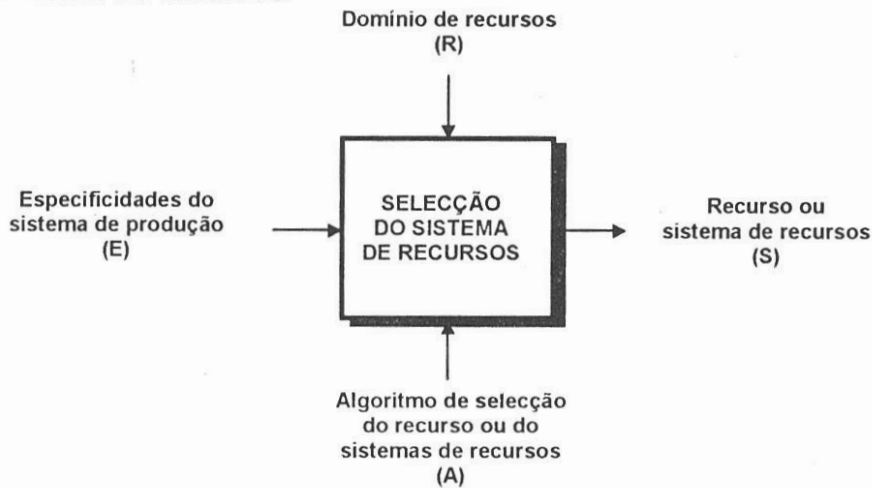 Domínio de recursos
(R)
Especificidades do
sistema de produção
(E)
SELECÇÃO
DO SISTEMA
DE RECURSOS
Recurso ou
sistema de recursos
(S)
Algoritmo de selecção
do recurso ou do
sistemas de recursos
(A)